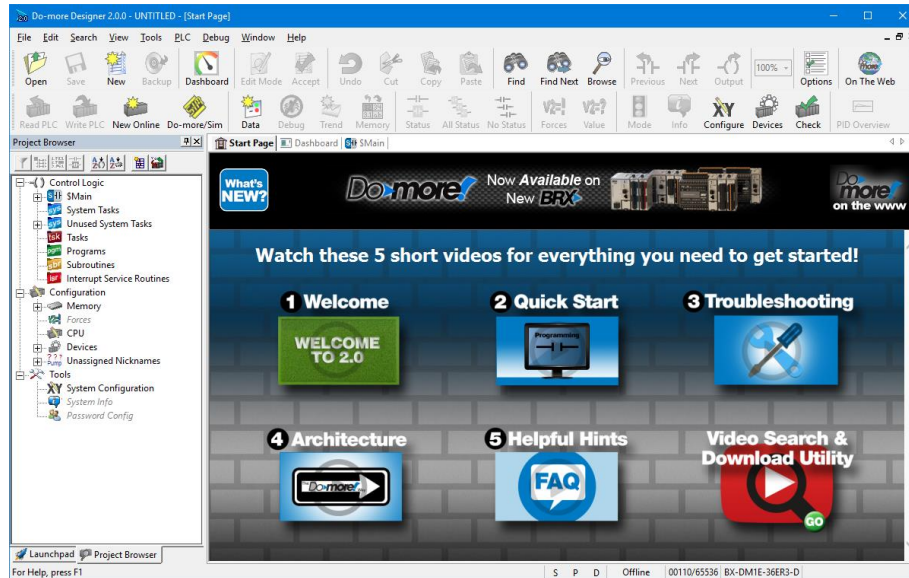 Do-more Designer 2.0.0 - UNTITLED - [Start Page]
File Edit Search View Tools PLC Debug Window Help
Open Save New Backup Dashboard Edit Mode Accept Undo Cut Copy Paste Find Find Next Browse Previous Next Output 100% Options On The Web
Read PLC Write PLC New Online Do-more/Sim Data Debug Trend Memory Status All Status No Status Forces Value Mode Info Configure Devices Check PID Overview
Project Browser
Start Page Dashboard $Main
Control Logic
$Main
System Tasks
Unused System Tasks
Tasks
Programs
Subroutines
Interrupt Service Routines
Configuration
Memory
Forces
CPU
Devices
Unassigned Nicknames
Tools
System Configuration
System Info
Password Config
Launchpad Project Browser
What's NEW?
Do-more!
Now Available on
New BRX
Do-more!
on the www
Watch these 5 short videos for everything you need to get started!
1 Welcome
2 Quick Start
3 Troubleshooting
WELCOME
TO 2.0
Programming
4 Architecture
5 Helpful Hints
Video Search &
Download Utility
Do-more!
FAQ
GO
For Help, press F1
S P D Offline 00110/65536 BX-DM1E-36ER3-D